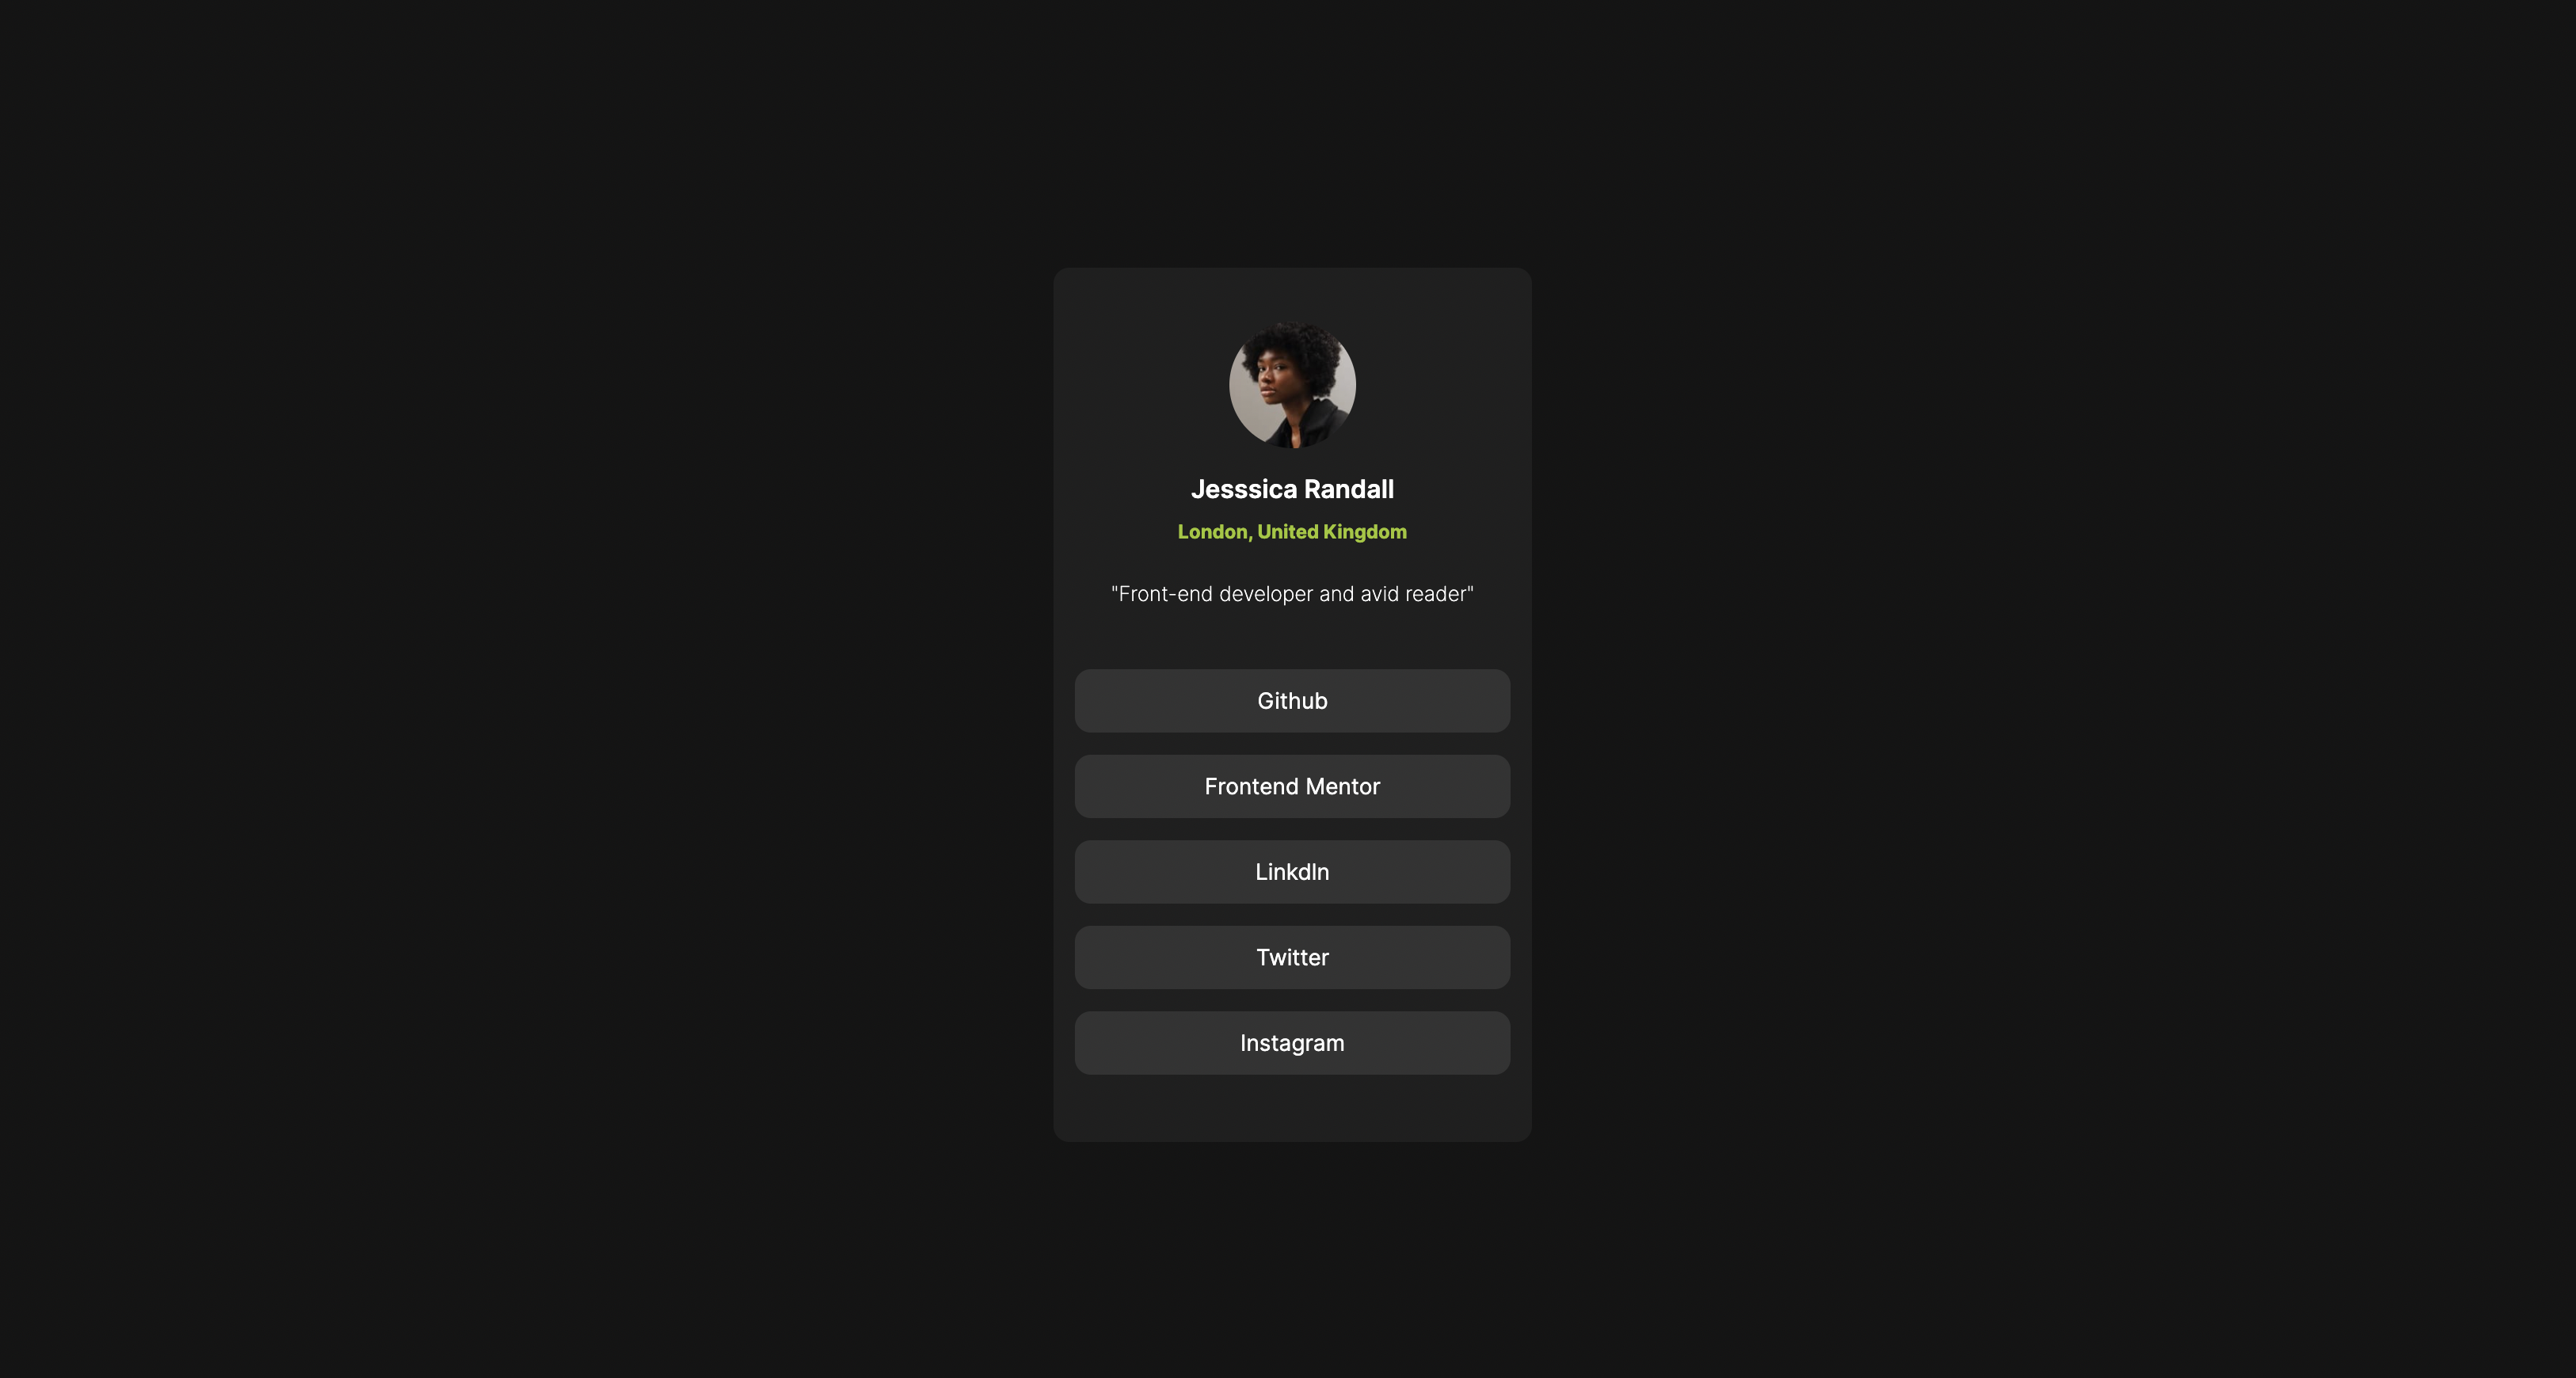 Jesssica Randall
London, United Kingdom
"Front-end developer and avid reader"
Github
Frontend Mentor
LinkdIn
Twitter
Instagram